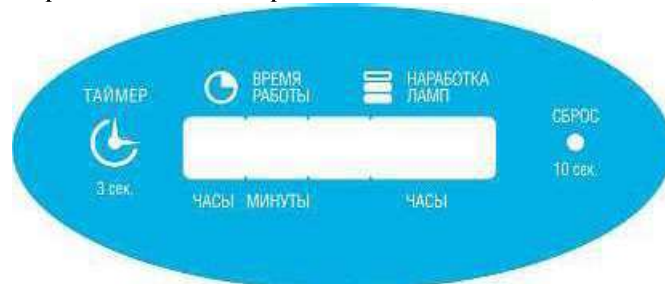 ТАЙМЕР
3 сек.
ВРЕМЯ
РАБОТЫ
НАРАБОТКА
ЛАМП
ЧАСЫ МИНУТЫ ЧАСЫ
СБРОС
10 сек.